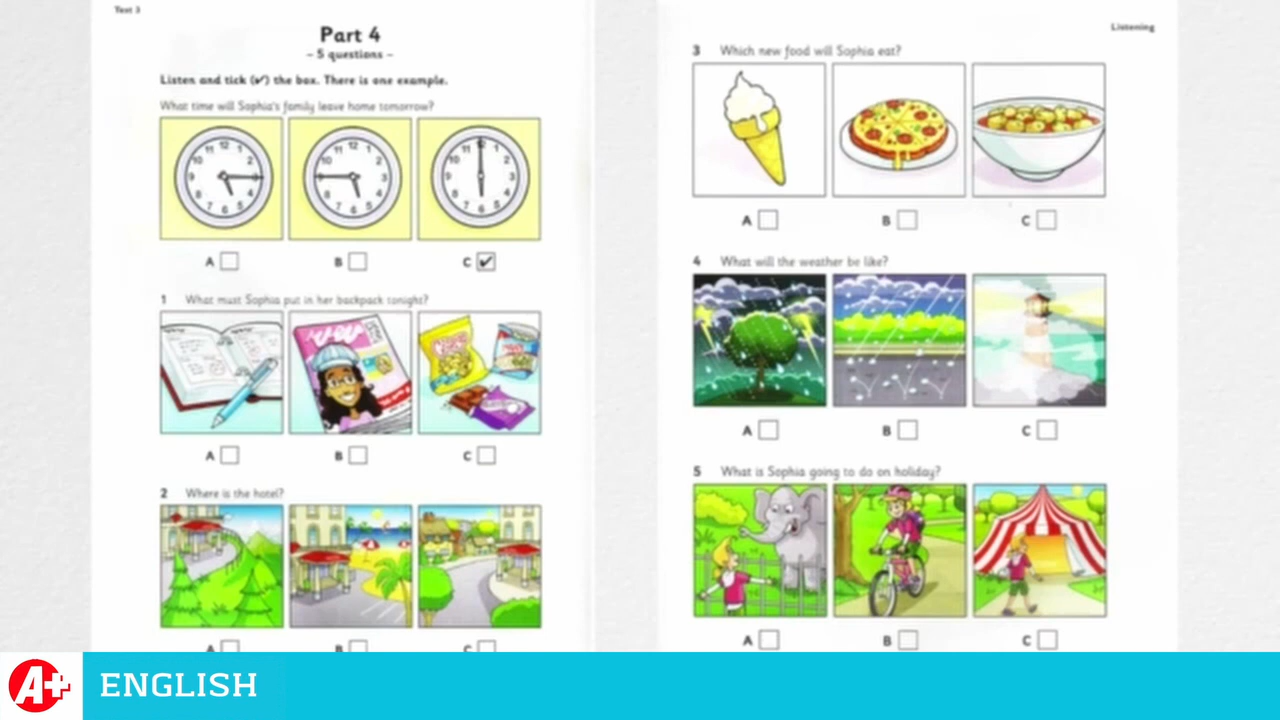 Test 3
Part 4
– 5 questions –
Listen and tick (✔) the box. There is one example.
What time will Sophia's family leave home tomorrow?
A
B
C ✔
1 What must Sophia put in her backpack tonight?
A
B
C
2 Where is the hotel?
A
B
C
Listening
3 Which new food will Sophia eat?
A
B
C
4 What will the weather be like?
A
B
C
5 What is Sophia going to do on holiday?
A
B
C
A+ ENGLISH